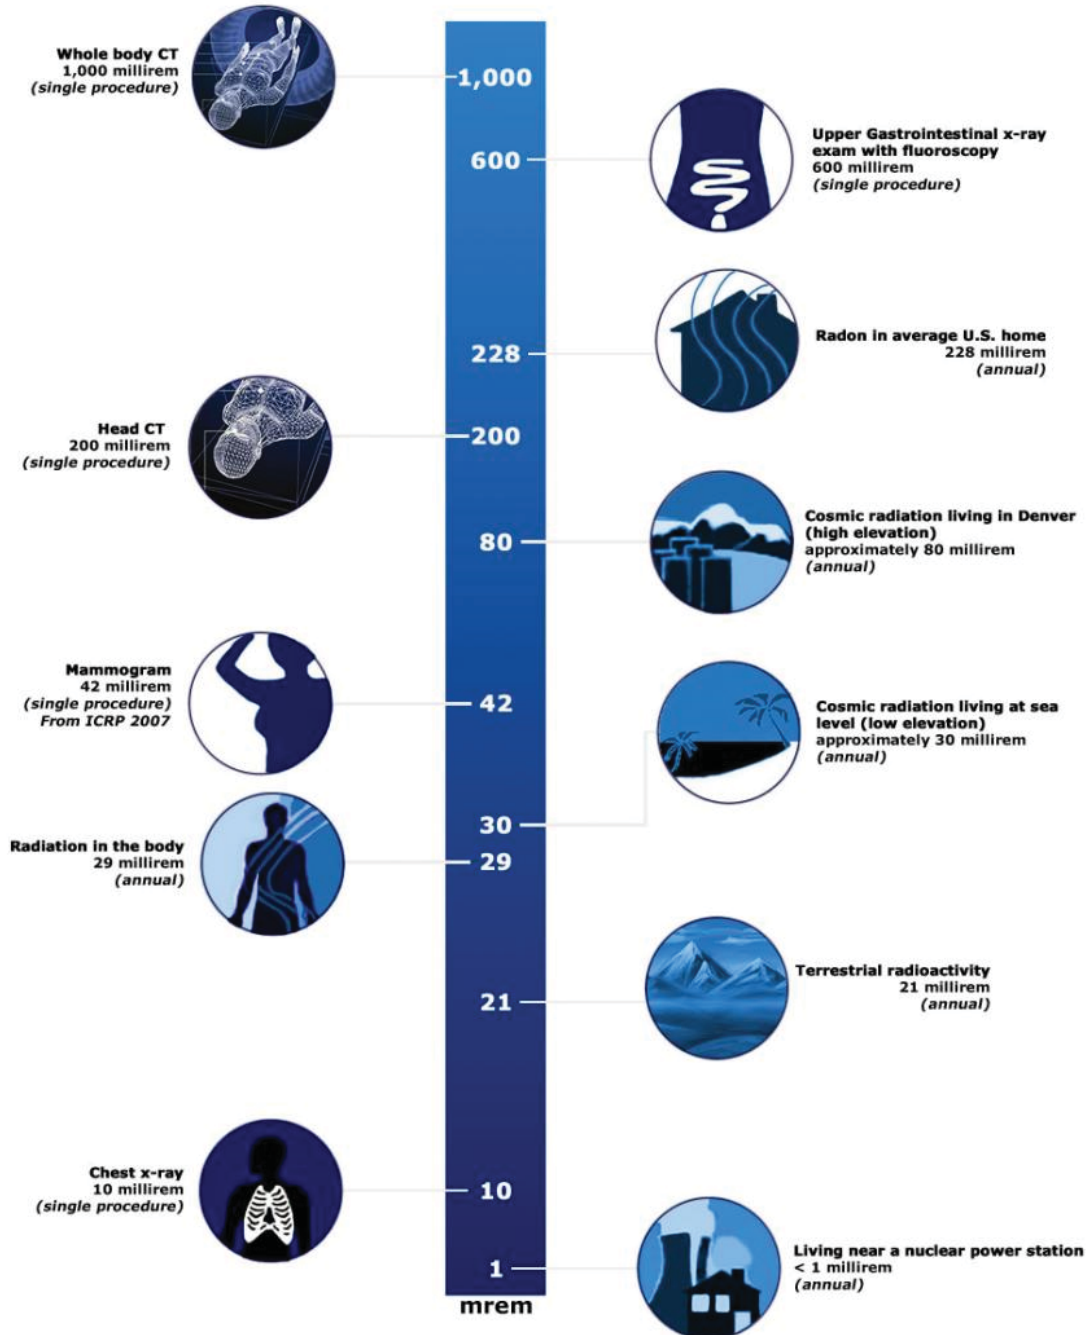 Whole body CT
1,000 millirem
(single procedure)
1,000
Upper Gastrointestinal x-ray
exam with fluoroscopy
600 millirem
(single procedure)
600
Radon in average U.S. home
228 millirem
(annual)
228
Head CT
200 millirem
(single procedure)
200
Cosmic radiation living in Denver
(high elevation)
approximately 80 millirem
(annual)
80
Mammogram
42 millirem
(single procedure)
From ICRP 2007
42
Cosmic radiation living at sea
level (low elevation)
approximately 30 millirem
(annual)
30
Radiation in the body
29 millirem
(annual)
29
Terrestrial radioactivity
21 millirem
(annual)
21
Chest x-ray
10 millirem
(single procedure)
10
Living near a nuclear power station
< 1 millirem
(annual)
1
mrem